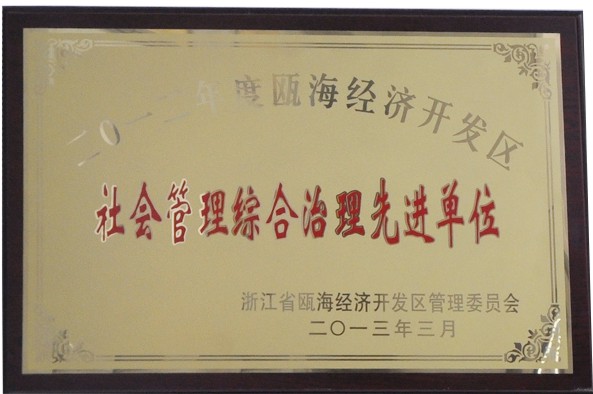 二〇一二年度瓯海经济开发区
社会管理综合治理先进单位
浙江省瓯海经济开发区管理委员会
二〇一三年三月